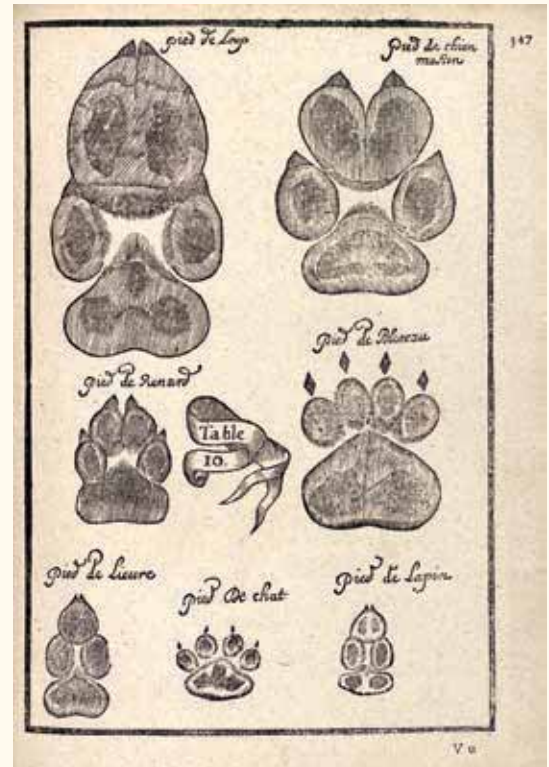 347
pied de Loup
pied de chien
mastin
pied de Renard
pied de Blereau
Table
10.
pied de Lieure
pied De chat
pied de Lapin
V u